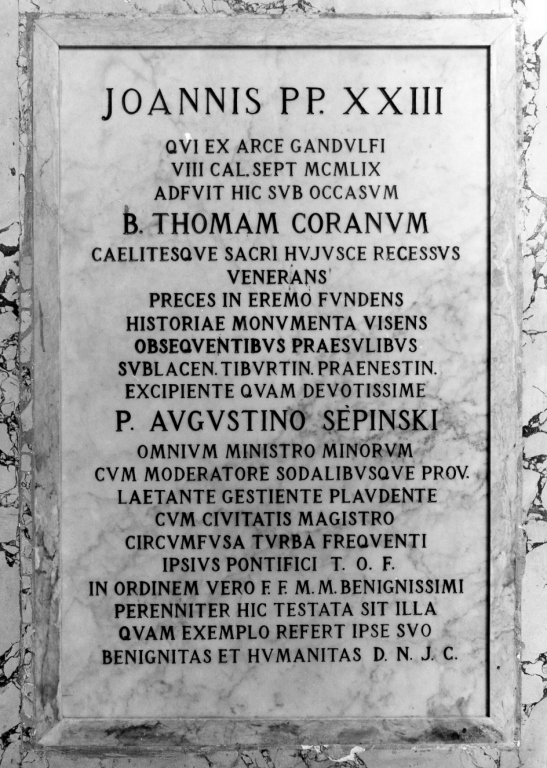 JOANNIS PP. XXIII
QVI EX ARCE GANDVLFI
VIII CAL. SEPT MCMLIX
ADFVIT HIC SVB OCCASVM
B. THOMAM CORANVM
CAELITESQVE SACRI HVJVSCE RECESSVS
VENERANS
PRECES IN EREMO FVNDENS
HISTORIAE MONVMENTA VISENS
OBSEQVENTIBVS PRAESVLIBVS
SVBLACEN. TIBVRTIN. PRAENESTIN.
EXCIPIENTE QVAM DEVOTISSIME
P. AVGVSTINO SEPINSKI
OMNIVM MINISTRO MINORVM
CVM MODERATORE SODALIBVSQVE PROV.
LAETANTE GESTIENTE PLAVDENTE
CVM CIVITATIS MAGISTRO
CIRCVMFVSA TVRBA FREQVENTI
IPSIVS PONTIFICI T. O. F.
IN ORDINEM VERO F. F. M. M. BENIGNISSIMI
PERENNITER HIC TESTATA SIT ILLA
QVAM EXEMPLO REFERT IPSE SVO
BENIGNITAS ET HVMANITAS D. N. J. C.